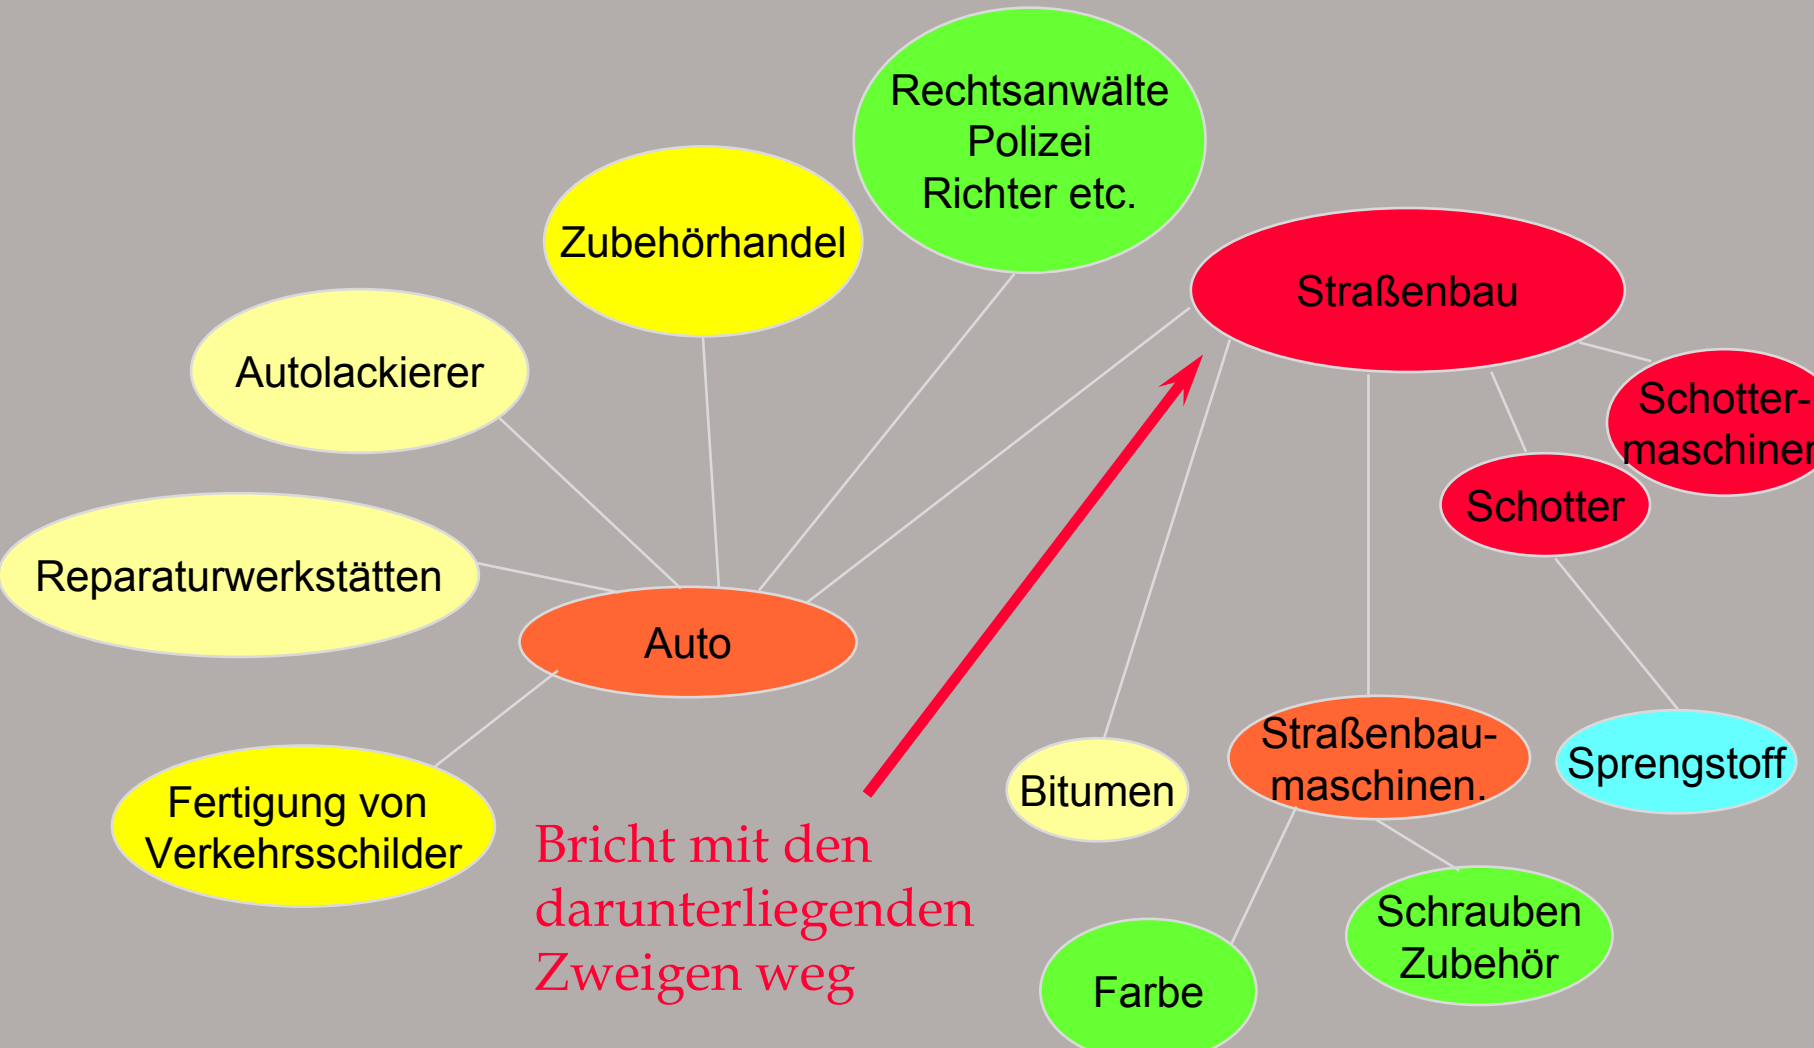 Rechtsanwälte
Polizei
Richter etc.
Zubehörhandel
Straßenbau
Autolackierer
Schotter-
maschinen
Schotter
Reparaturwerkstätten
Auto
Straßenbau-
maschinen.
Sprengstoff
Bitumen
Fertigung von
Verkehrsschilder
Bricht mit den
darunterliegenden
Zweigen weg
Schrauben
Zubehör
Farbe